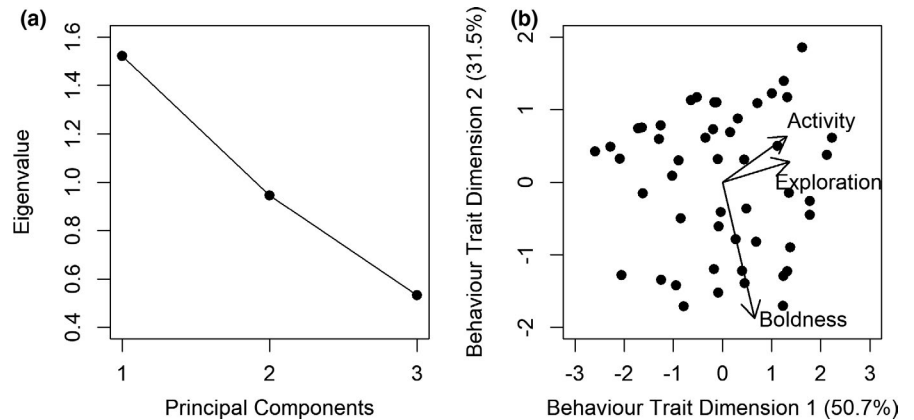 (a)
Eigenvalue
1.6
1.4
1.2
1.0
0.8
0.6
0.4
1 2 3
Principal Components
(b)
Behaviour Trait Dimension 2 (31.5%)
2
1
0
-1
-2
Activity
Exploration
Boldness
-3 -2 -1 0 1 2 3
Behaviour Trait Dimension 1 (50.7%)